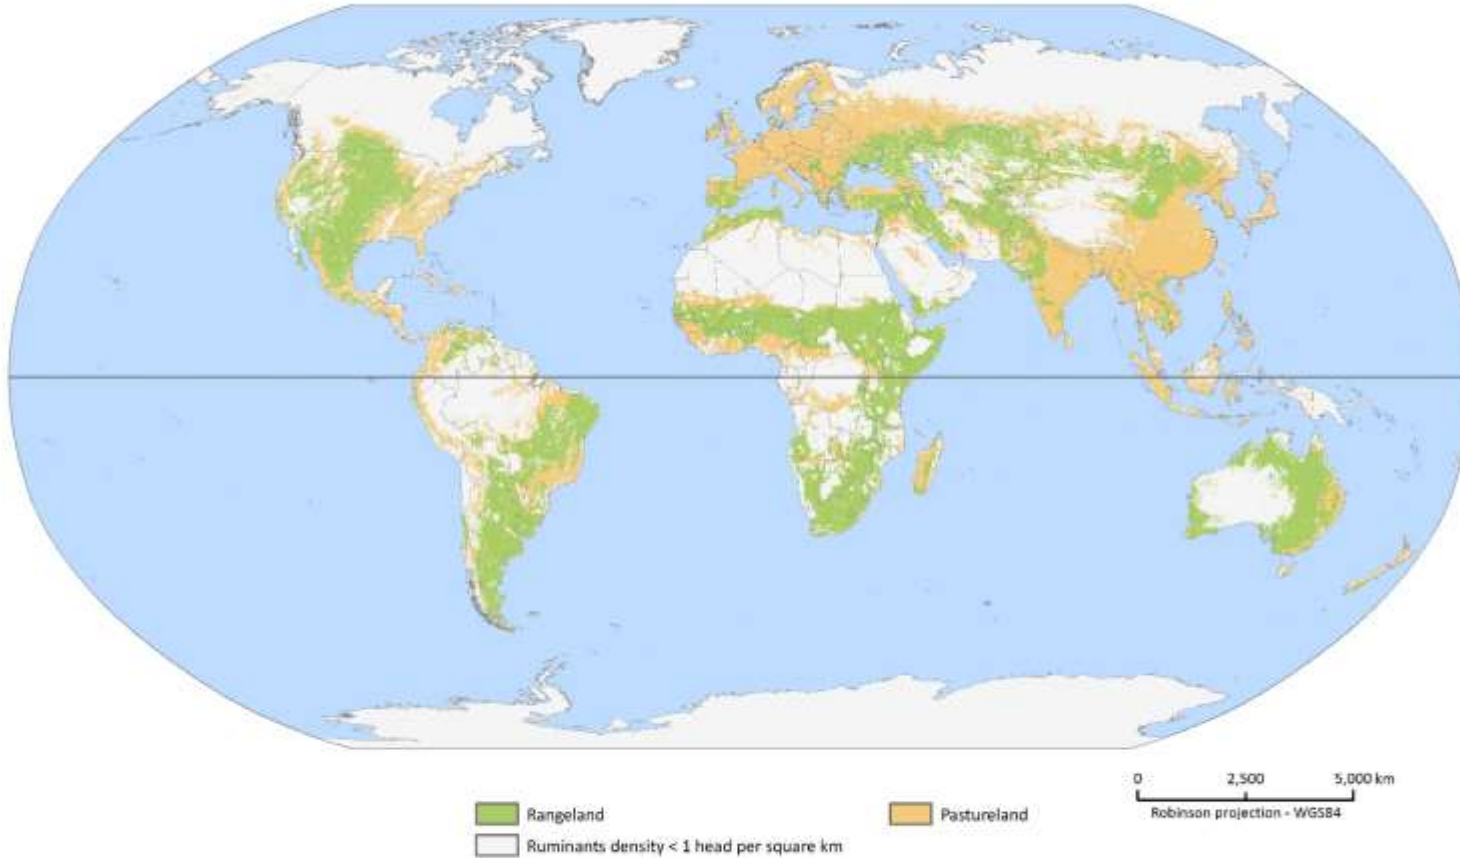 0 2,500 5,000 km
Robinson projection - WGS84
Rangeland Pastureland
Ruminants density < 1 head per square km